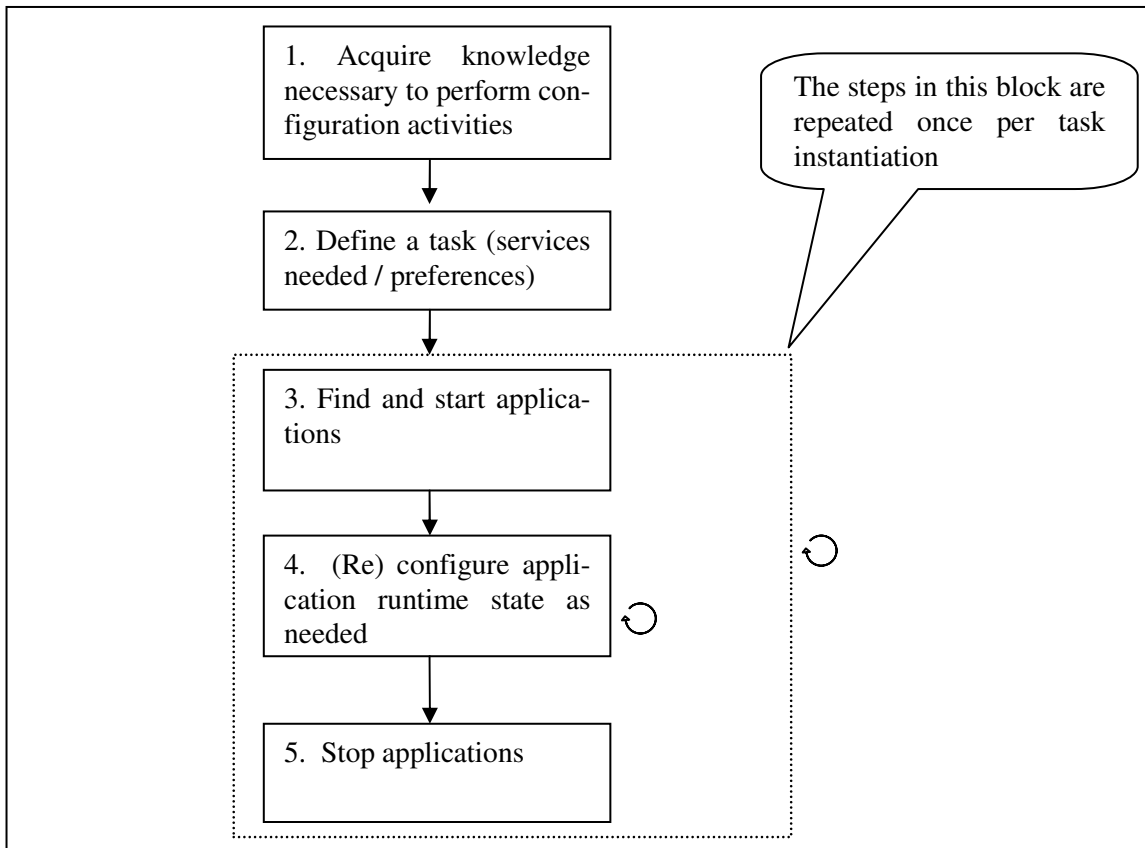 1. Acquire knowledge
necessary to perform con-
figuration activities
The steps in this block are
repeated once per task
instantiation
2. Define a task (services
needed / preferences)
3. Find and start applica-
tions
4. (Re) configure appli-
cation runtime state as
needed
5. Stop applications